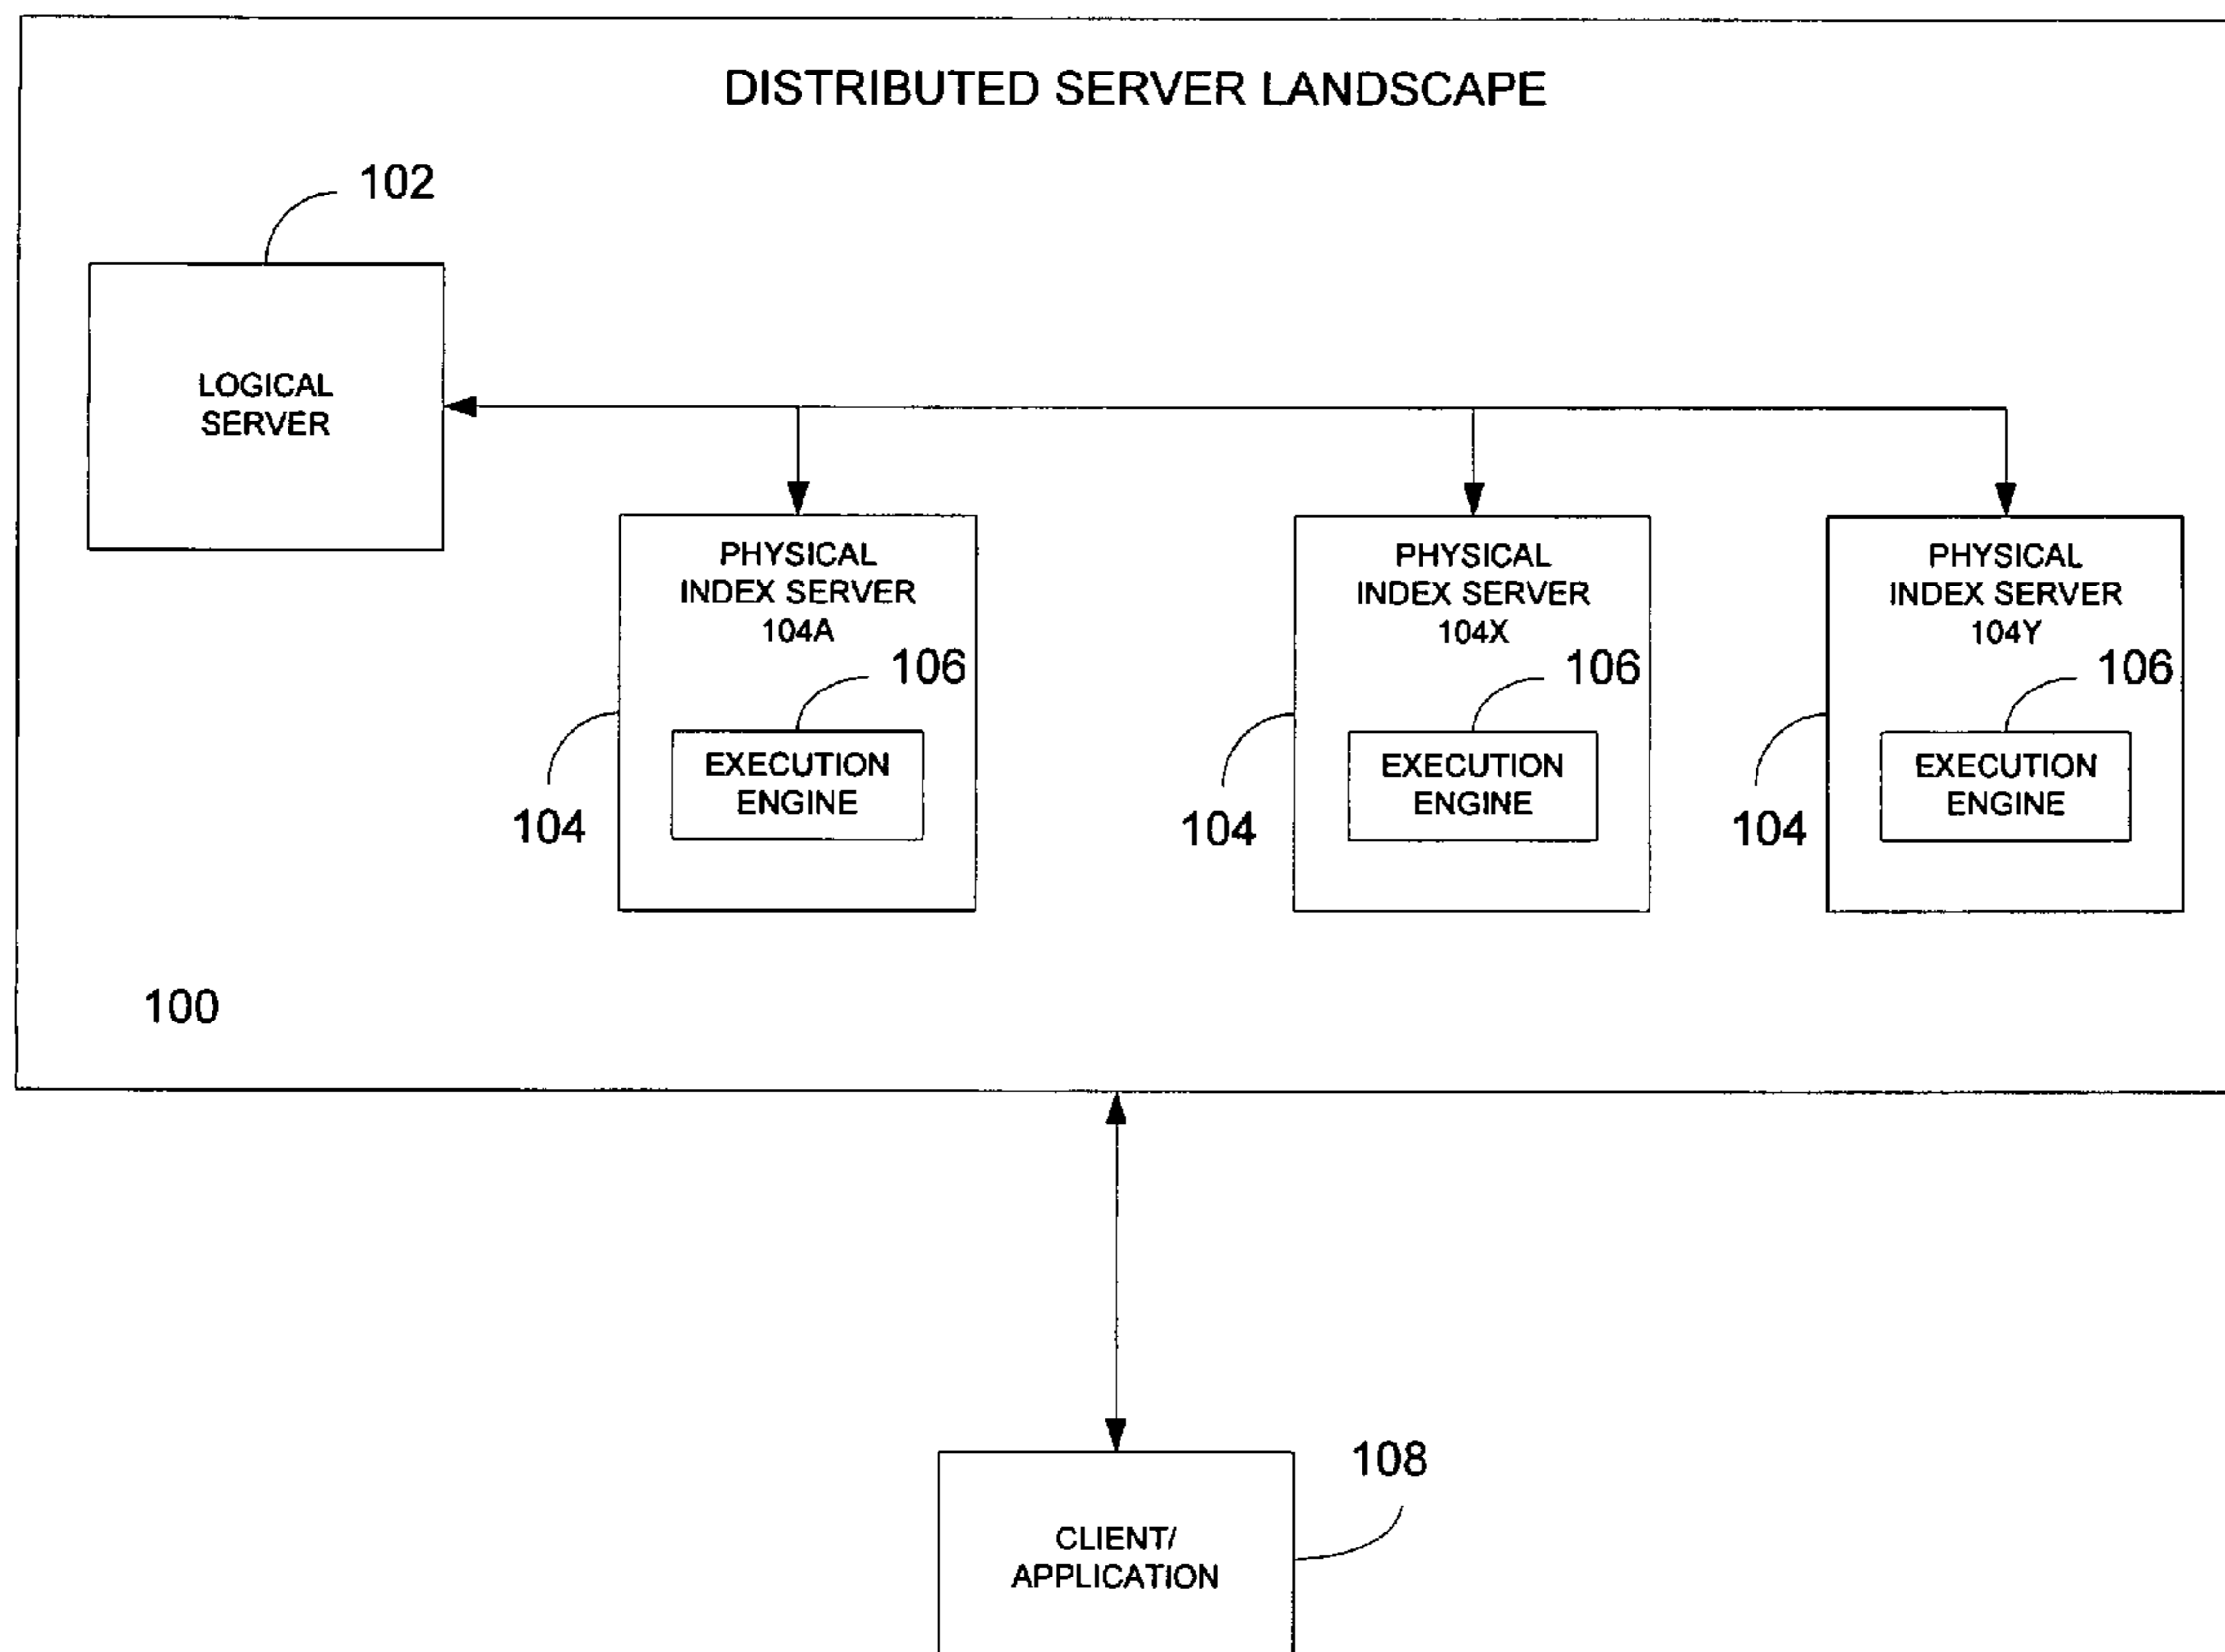 DISTRIBUTED SERVER LANDSCAPE
102
LOGICAL
SERVER
PHYSICAL
INDEX SERVER
104A
106
EXECUTION
ENGINE
104
PHYSICAL
INDEX SERVER
104X
106
EXECUTION
ENGINE
104
PHYSICAL
INDEX SERVER
104Y
106
EXECUTION
ENGINE
104
100
108
CLIENT/
APPLICATION